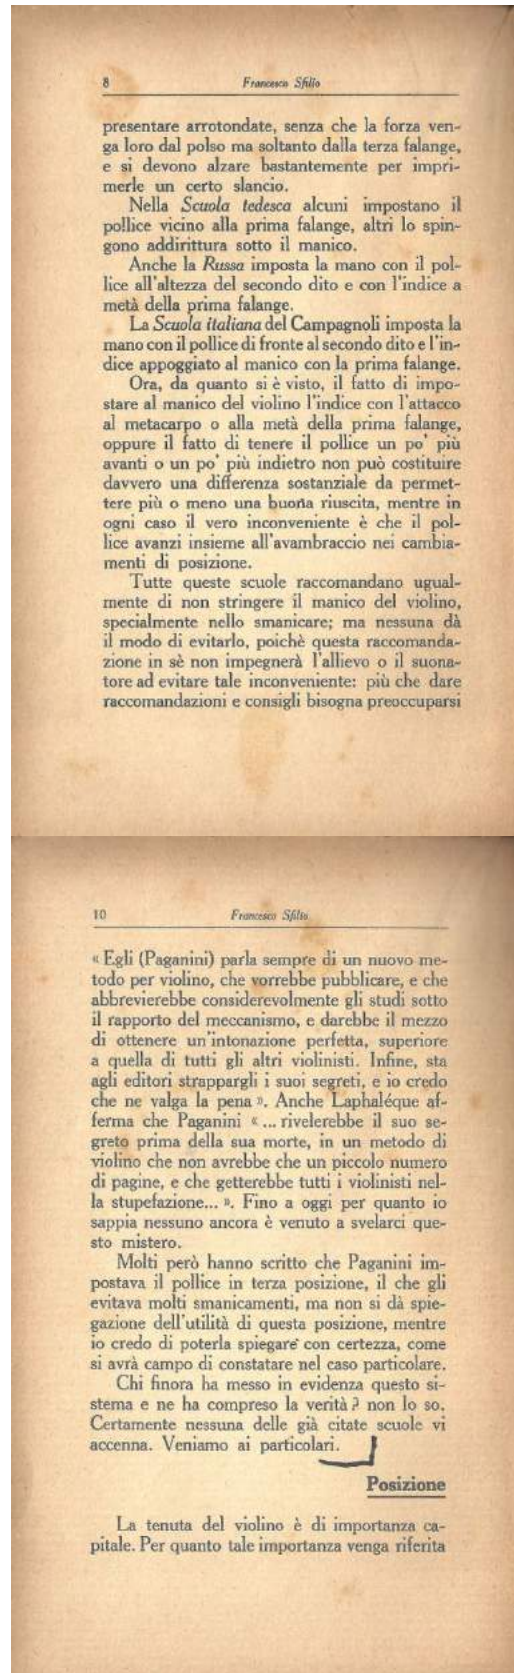 8
Francesco Sfilio
presentare arrotondate, senza che la forza ven-
ga loro dal polso ma soltanto dalla terza falange,
e si devono alzare bastantemente per impri-
merle un certo slancio.
Nella Scuola tedesca alcuni impostano il
pollice vicino alla prima falange, altri lo spin-
gono addirittura sotto il manico.
Anche la Russa imposta la mano con il pol-
lice all'altezza del secondo dito e con l'indice a
metà della prima falange.
La Scuola italiana del Campagnoli imposta la
mano con il pollice di fronte al secondo dito e l'in-
dice appoggiato al manico con la prima falange.
Ora, da quanto si è visto, il fatto di impo-
stare al manico del violino l'indice con l'attacco
al metacarpo o alla metà della prima falange,
oppure il fatto di tenere il pollice un po' più
avanti o un po' più indietro non può costituire
davvero una differenza sostanziale da permet-
tere più o meno una buona riuscita, mentre in
ogni caso il vero inconveniente è che il pol-
lice avanzi insieme all'avambraccio nei cambia-
menti di posizione.
Tutte queste scuole raccomandano ugual-
mente di non stringere il manico del violino,
specialmente nello smanicare; ma nessuna dà
il modo di evitarlo, poichè questa raccomanda-
zione in sè non impegnerà l'allievo o il suona-
tore ad evitare tale inconveniente: più che dare
raccomandazioni e consigli bisogna preoccuparsi
10
Francesco Sfilio
« Egli (Paganini) parla sempre di un nuovo me-
todo per violino, che vorrebbe pubblicare, e che
abbrevierebbe considerevolmente gli studi sotto
il rapporto del meccanismo, e darebbe il mezzo
di ottenere un'intonazione perfetta, superiore
a quella di tutti gli altri violinisti. Infine, sta
agli editori strappargli i suoi segreti, e io credo
che ne valga la pena ». Anche Laphaléque af-
ferma che Paganini « ... rivelerebbe il suo se-
greto prima della sua morte, in un metodo di
violino che non avrebbe che un piccolo numero
di pagine, e che getterebbe tutti i violinisti nel-
la stupefazione... ». Fino a oggi per quanto io
sappia nessuno ancora è venuto a svelarci que-
sto mistero.
Molti però hanno scritto che Paganini im-
postava il pollice in terza posizione, il che gli
evitava molti smanicamenti, ma non si dà spie-
gazione dell'utilità di questa posizione, mentre
io credo di poterla spiegare con certezza, come
si avrà campo di constatare nel caso particolare.
Chi finora ha messo in evidenza questo si-
stema e ne ha compreso la verità? non lo so.
Certamente nessuna delle già citate scuole vi
accenna. Veniamo ai particolari.
Posizione
La tenuta del violino è di importanza ca-
pitale. Per quanto tale importanza venga riferita